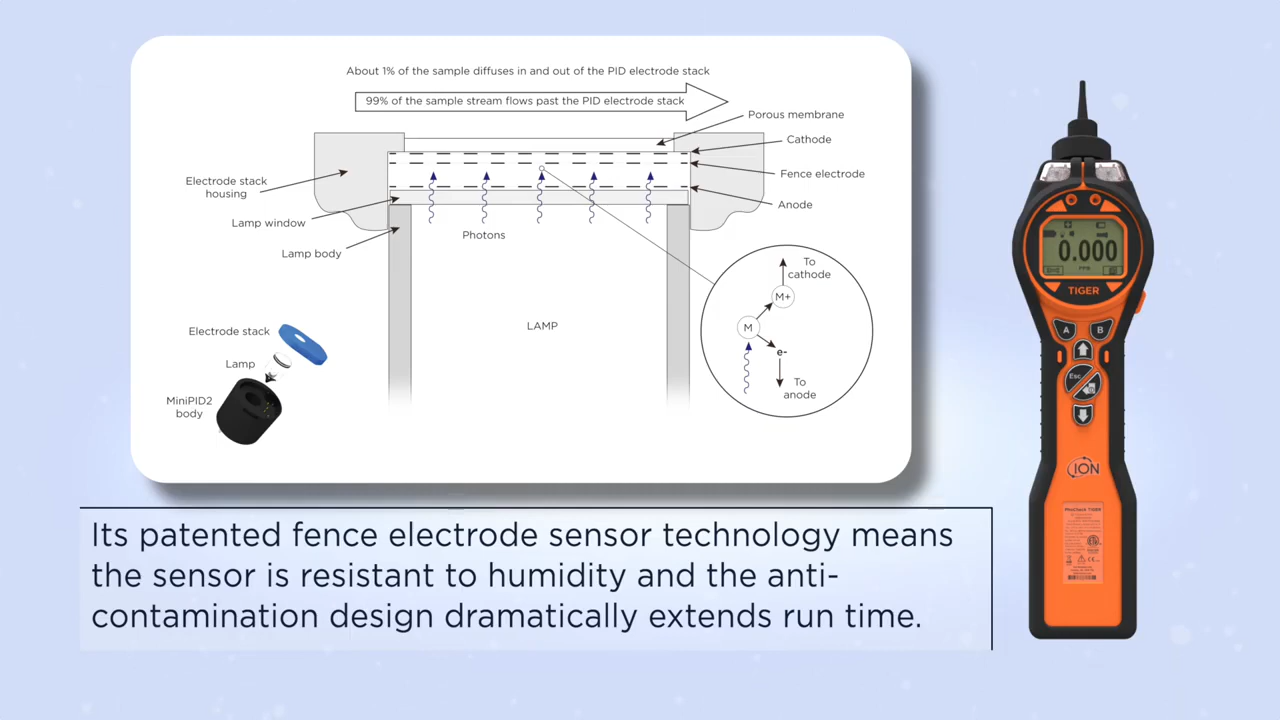 About 1% of the sample diffuses in and out of the PID electrode stack
99% of the sample stream flows past the PID electrode stack
Porous membrane
Cathode
Fence electrode
Anode
Electrode stack
housing
Lamp window
Lamp body
Photons
LAMP
To
cathode
M+
M
e-
To
anode
Electrode stack
Lamp
MiniPID2
body
0.000
PPB
TIGER
A
B
Esc
ION
PhoCheck TIGER
Its patented fence electrode sensor technology means
the sensor is resistant to humidity and the anti-
contamination design dramatically extends run time.